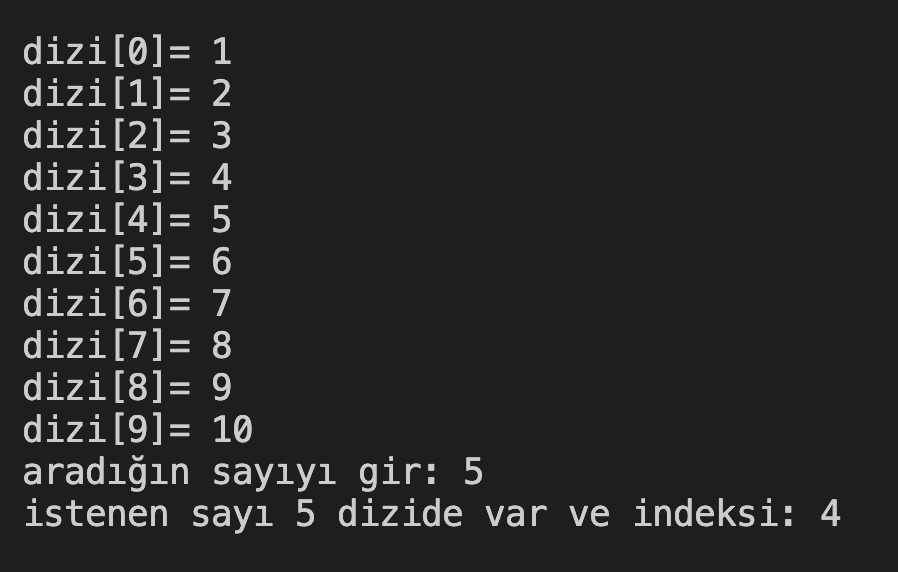 dizi[0]= 1
dizi[1]= 2
dizi[2]= 3
dizi[3]= 4
dizi[4]= 5
dizi[5]= 6
dizi[6]= 7
dizi[7]= 8
dizi[8]= 9
dizi[9]= 10
aradığın sayıyı gir: 5
istenen sayı 5 dizide var ve indeksi: 4